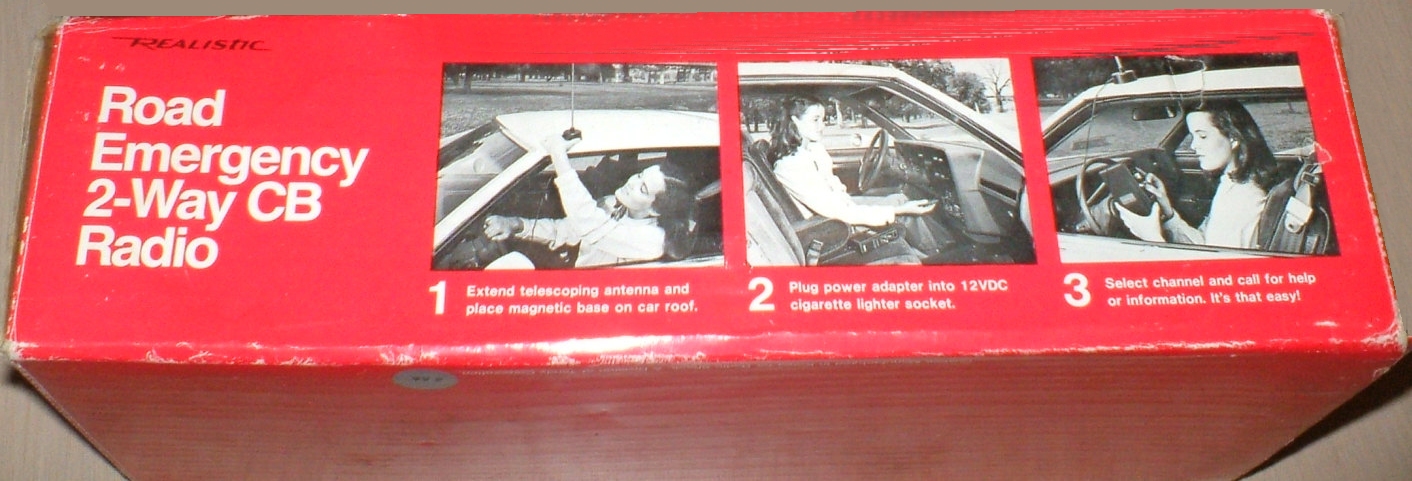 REALISTIC
Road
Emergency
2-Way CB
Radio
1
Extend telescoping antenna and
place magnetic base on car roof.
2
Plug power adapter into 12VDC
cigarette lighter socket.
3
Select channel and call for help
or information. It's that easy!